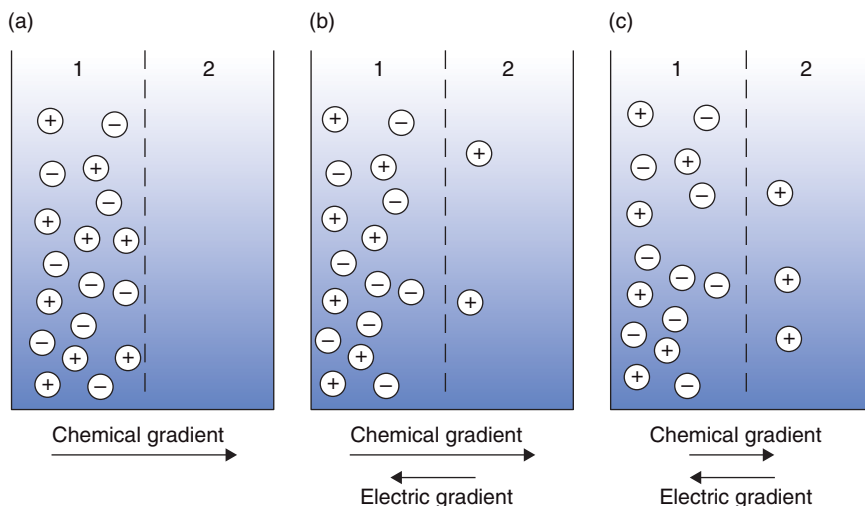 (a)
(b)
(c)
1
2
1
2
1
2
Chemical gradient
Chemical gradient
Chemical gradient
Electric gradient
Electric gradient